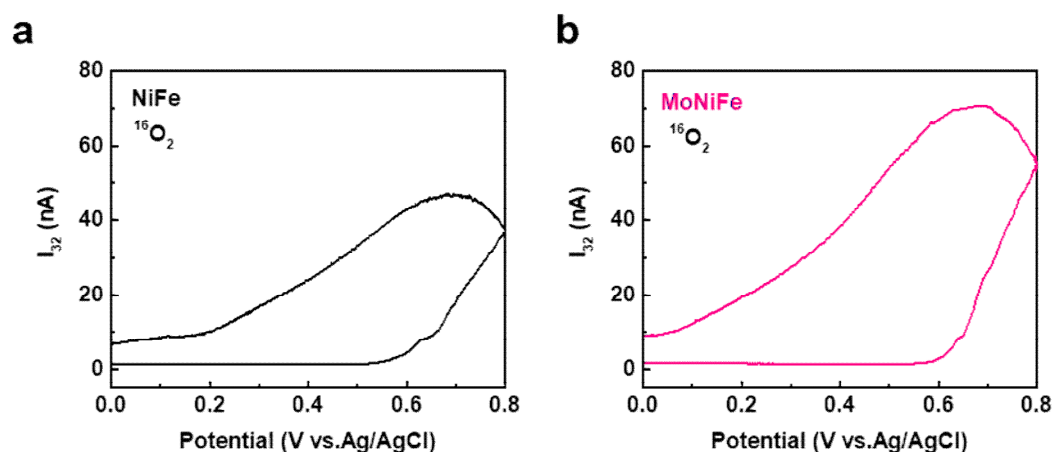 a
NiFe
¹⁶O₂
80
60
40
20
0
I₃₂ (nA)
0.0 0.2 0.4 0.6 0.8
Potential (V vs.Ag/AgCl)
b
MoNiFe
¹⁶O₂
80
60
40
20
0
I₃₂ (nA)
0.0 0.2 0.4 0.6 0.8
Potential (V vs.Ag/AgCl)